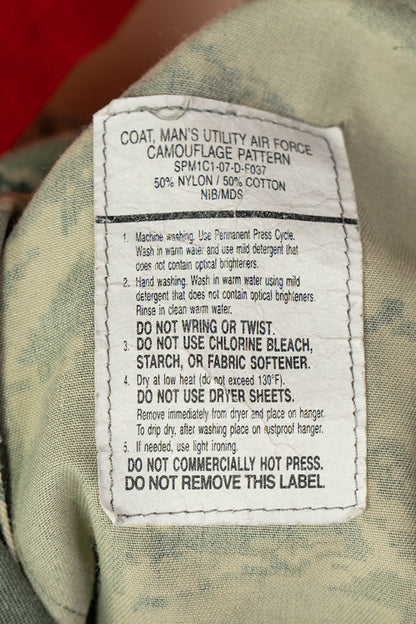 COAT, MAN'S UTILITY AIR FORCE
CAMOUFLAGE PATTERN
SPM1C1-07-D-F037
50% NYLON / 50% COTTON
NIB/MDS
1. Machine washing. Use Permanent Press Cycle.
Wash in warm water and use mild detergent that
does not contain optical brighteners.
2. Hand washing. Wash in warm water using mild
detergent that does not contain optical brighteners.
Rinse in clean warm water.
DO NOT WRING OR TWIST.
3. DO NOT USE CHLORINE BLEACH,
STARCH, OR FABRIC SOFTENER.
4. Dry at low heat (do not exceed 130°F).
DO NOT USE DRYER SHEETS.
Remove immediately from dryer and place on hanger.
To drip dry, after washing place on rustproof hanger.
5. If needed, use light ironing.
DO NOT COMMERCIALLY HOT PRESS.
DO NOT REMOVE THIS LABEL